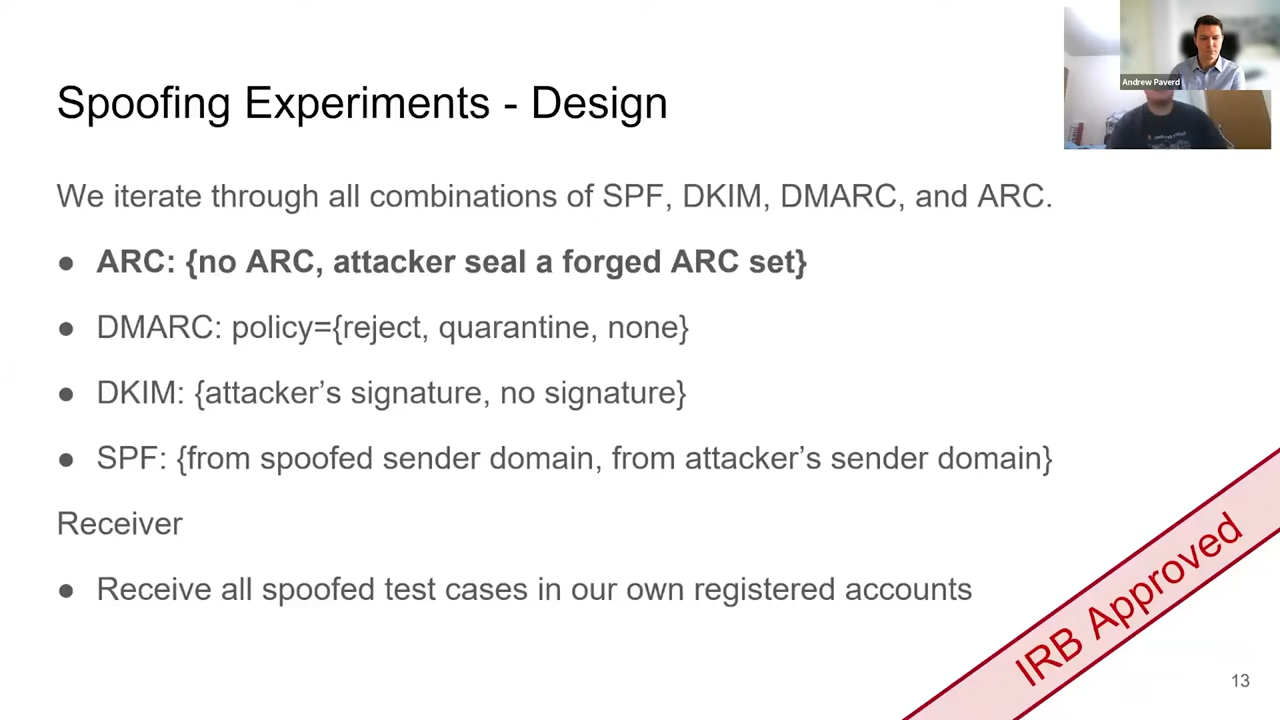 Andrew Paverd
Spoofing Experiments - Design
We iterate through all combinations of SPF, DKIM, DMARC, and ARC.
● ARC: {no ARC, attacker seal a forged ARC set}
● DMARC: policy={reject, quarantine, none}
● DKIM: {attacker’s signature, no signature}
● SPF: {from spoofed sender domain, from attacker’s sender domain}
Receiver
● Receive all spoofed test cases in our own registered accounts
IRB Approved
13